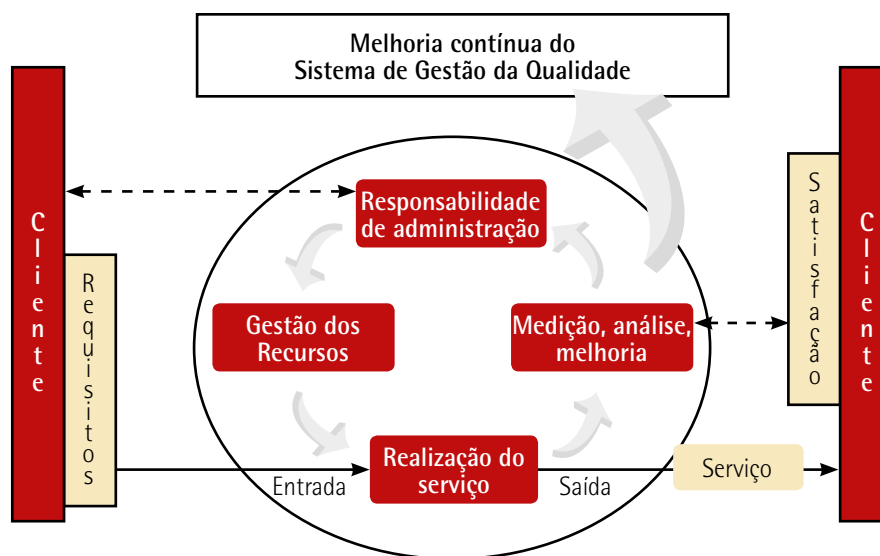 Melhoria contínua do
Sistema de Gestão da Qualidade
Cliente
Requisitos
Responsabilidade
de administração
Gestão dos
Recursos
Medição, análise,
melhoria
Realização do
serviço
Entrada
Saída
Serviço
Satisfação
Cliente